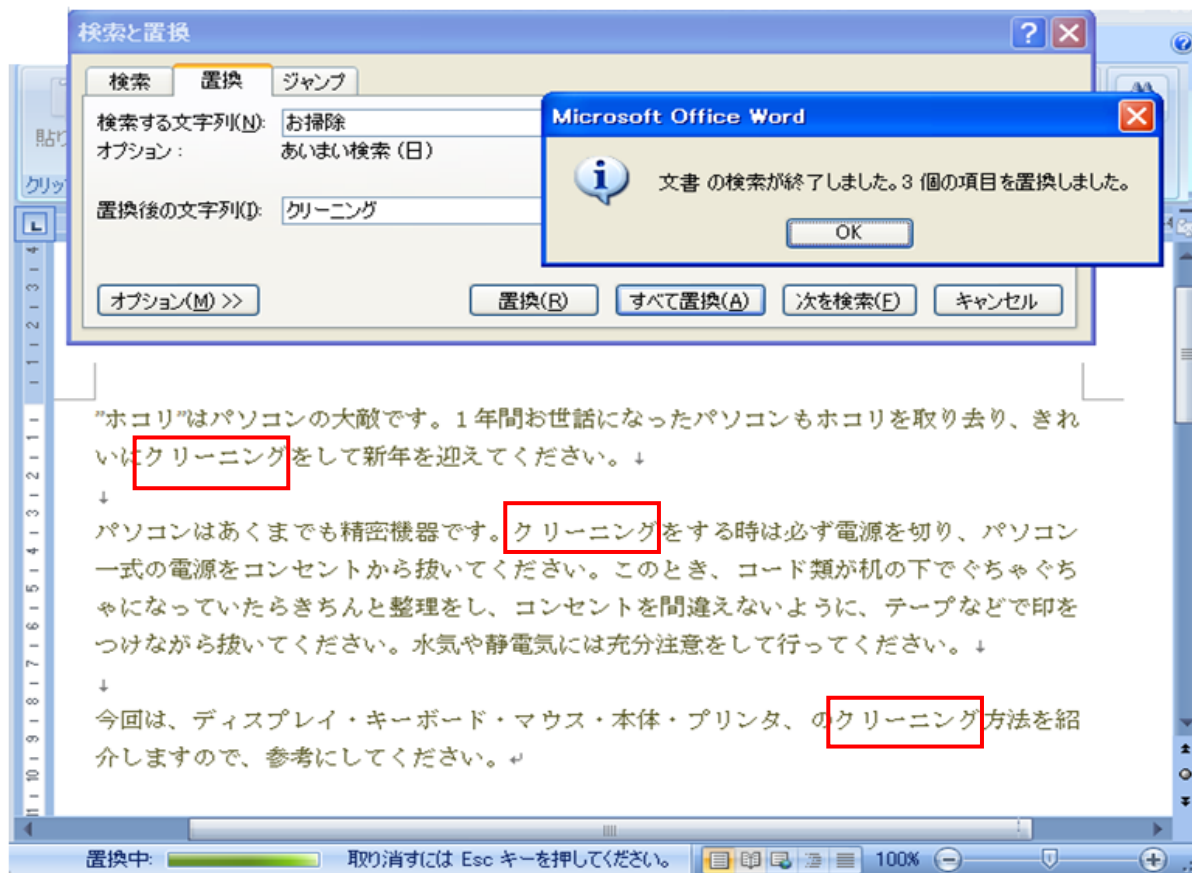 検索と置換
検索 置換 ジャンプ
検索する文字列(N): お掃除
オプション: あいまい検索 (日)
置換後の文字列(I): クリーニング
Microsoft Office Word
文書 の検索が終了しました。3 個の項目を置換しました。
OK
オプション(M) >> 置換(R) すべて置換(A) 次を検索(F) キャンセル
貼り
クリッ
"ホコリ"はパソコンの大敵です。1年間お世話になったパソコンもホコリを取り去り、きれ
いにクリーニングをして新年を迎えてください。↓
↓
パソコンはあくまでも精密機器です。クリーニングをする時は必ず電源を切り、パソコン
一式の電源をコンセントから抜いてください。このとき、コード類が机の下でぐちゃぐち
ゃになっていたらきちんと整理をし、コンセントを間違えないように、テープなどで印を
つけながら抜いてください。水気や静電気には充分注意をして行ってください。↓
↓
今回は、ディスプレイ・キーボード・マウス・本体・プリンタ、のクリーニング方法を紹
介しますので、参考にしてください。↵
置換中: 取り消すには Esc キーを押してください。 100%